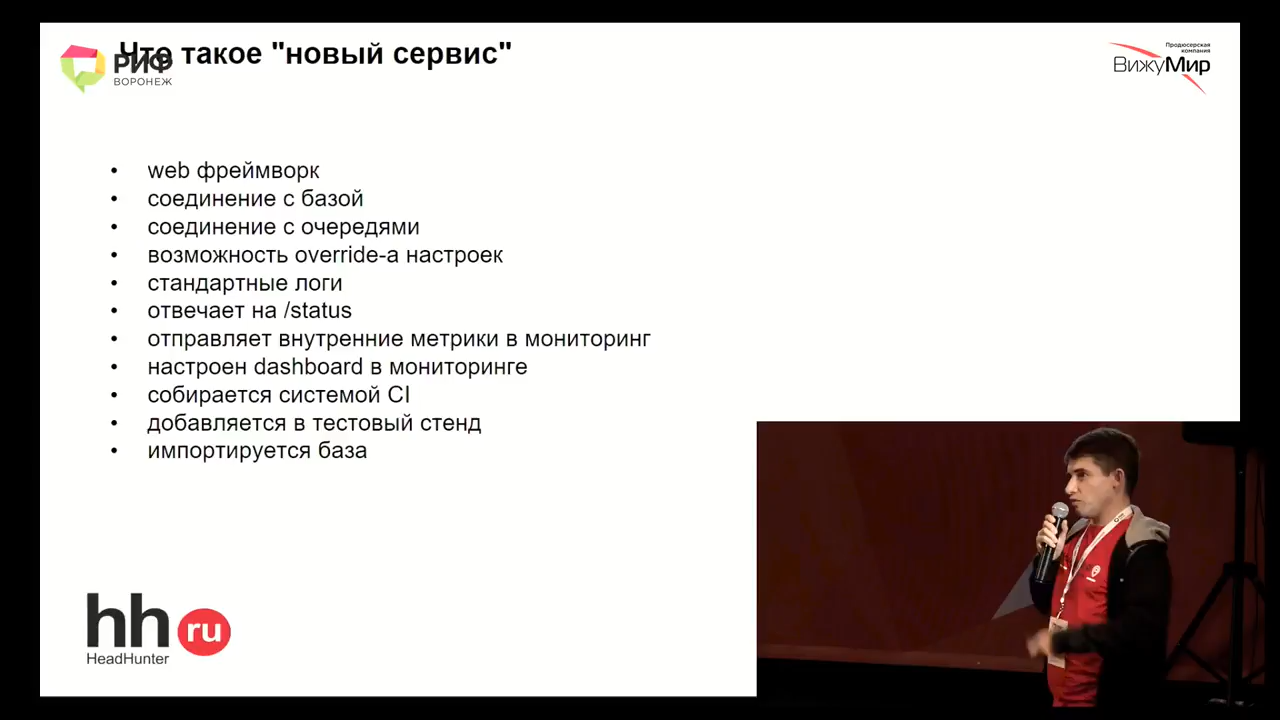 Что такое "новый сервис"
РИФ
ВОРОНЕЖ
Продюсерская
компания
ВижуМир
• web фреймворк
• соединение с базой
• соединение с очередями
• возможность override-а настроек
• стандартные логи
• отвечает на /status
• отправляет внутренние метрики в мониторинг
• настроен dashboard в мониторинге
• собирается системой CI
• добавляется в тестовый стенд
• импортируется база
hh ru
HeadHunter